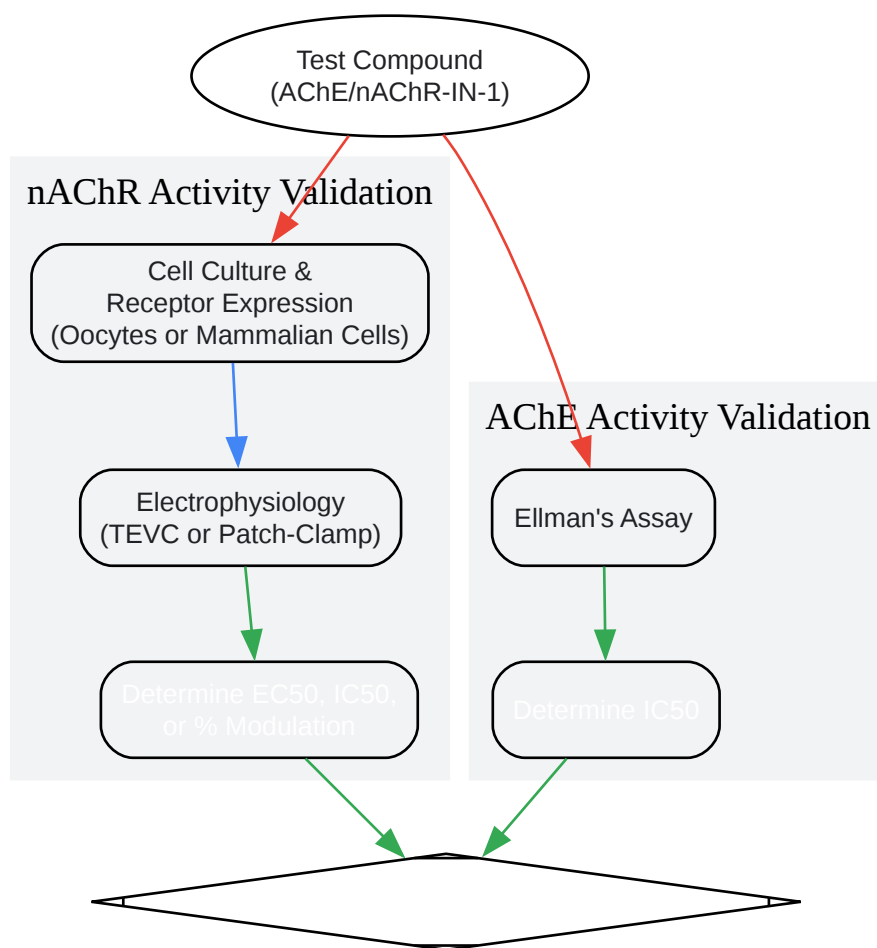 Test Compound
(AChE/nAChR-IN-1)
nAChR Activity Validation
Cell Culture &
Receptor Expression
(Oocytes or Mammalian Cells)
Electrophysiology
(TEVC or Patch-Clamp)
Determine EC50, IC50,
or % Modulation
AChE Activity Validation
Ellman's Assay
Determine IC50